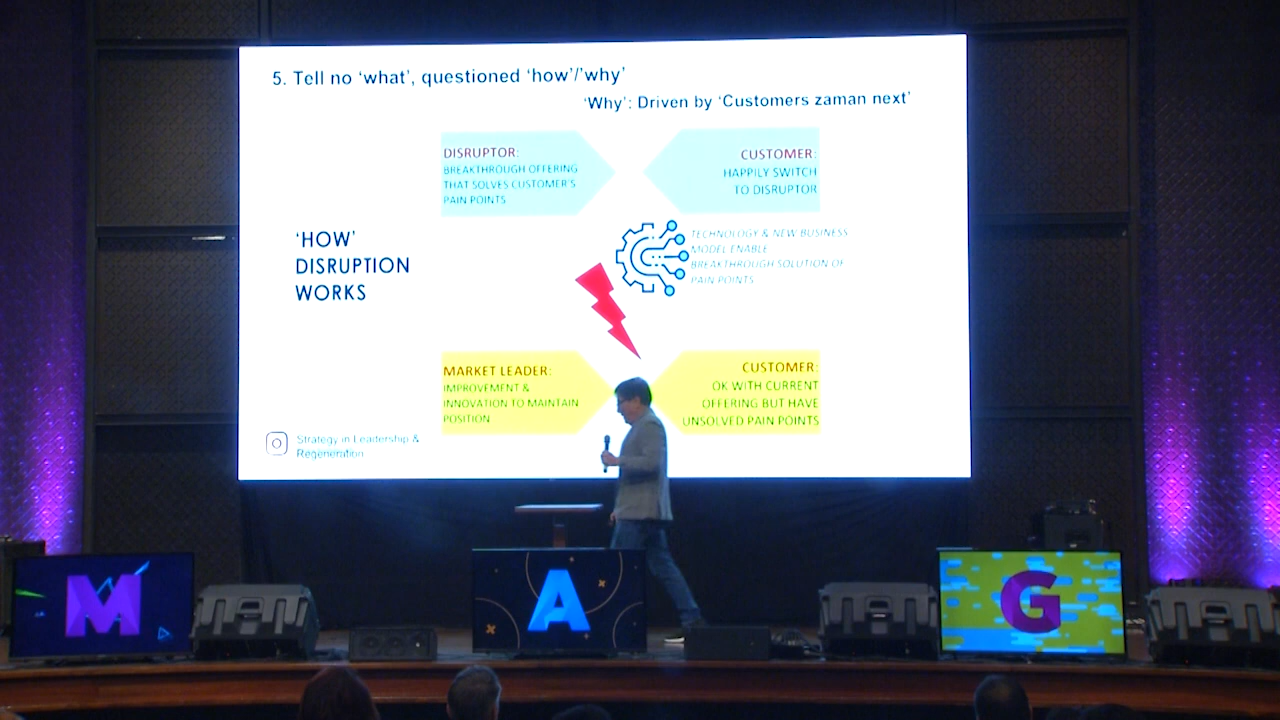 5. Tell no 'what', questioned 'how'/'why'
'Why': Driven by 'Customers zaman next'
DISRUPTOR:
BREAKTHROUGH OFFERING
THAT SOLVES CUSTOMER'S
PAIN POINTS
CUSTOMER:
HAPPILY SWITCH
TO DISRUPTOR
'HOW'
DISRUPTION
WORKS
TECHNOLOGY & NEW BUSINESS
MODEL ENABLE
BREAKTHROUGH SOLUTION OF
PAIN POINTS
MARKET LEADER:
IMPROVEMENT &
INNOVATION TO MAINTAIN
POSITION
CUSTOMER:
OK WITH CURRENT
OFFERING BUT HAVE
UNSOLVED PAIN POINTS
Strategy in Leadership &
Regeneration
M
A
G